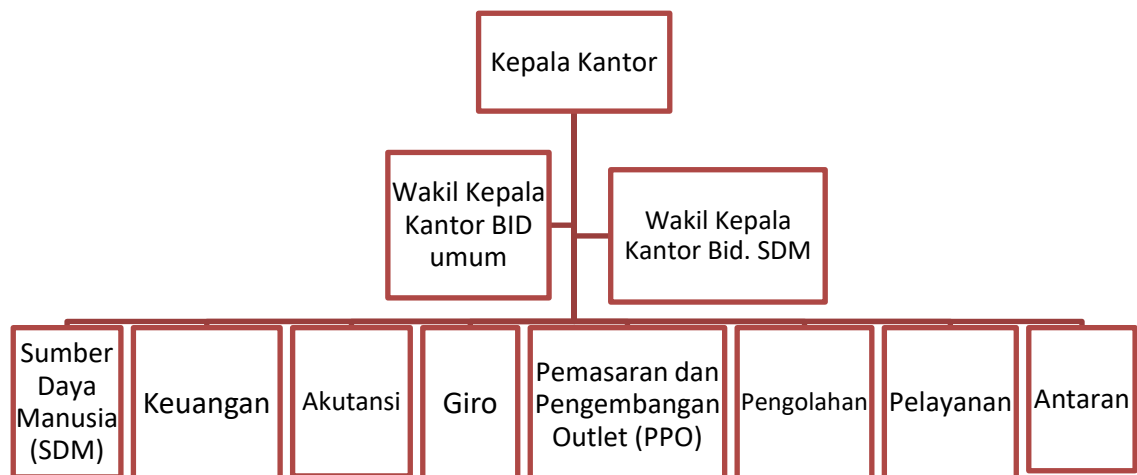 Kepala Kantor
Wakil Kepala
Kantor BID
umum
Wakil Kepala
Kantor Bid. SDM
Sumber
Daya
Manusia
(SDM)
Keuangan
Akutansi
Giro
Pemasaran dan
Pengembangan
Outlet (PPO)
Pengolahan
Pelayanan
Antaran